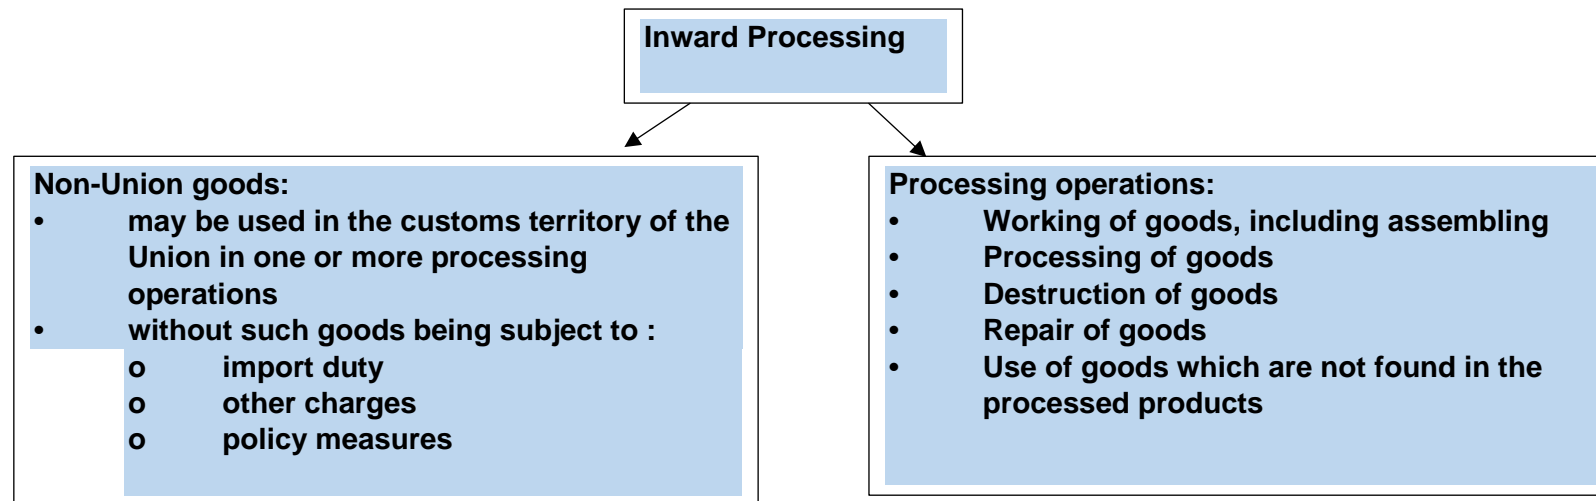 Inward Processing
Non-Union goods:
• may be used in the customs territory of the
Union in one or more processing
operations
• without such goods being subject to :
o import duty
o other charges
o policy measures
Processing operations:
• Working of goods, including assembling
• Processing of goods
• Destruction of goods
• Repair of goods
• Use of goods which are not found in the
processed products